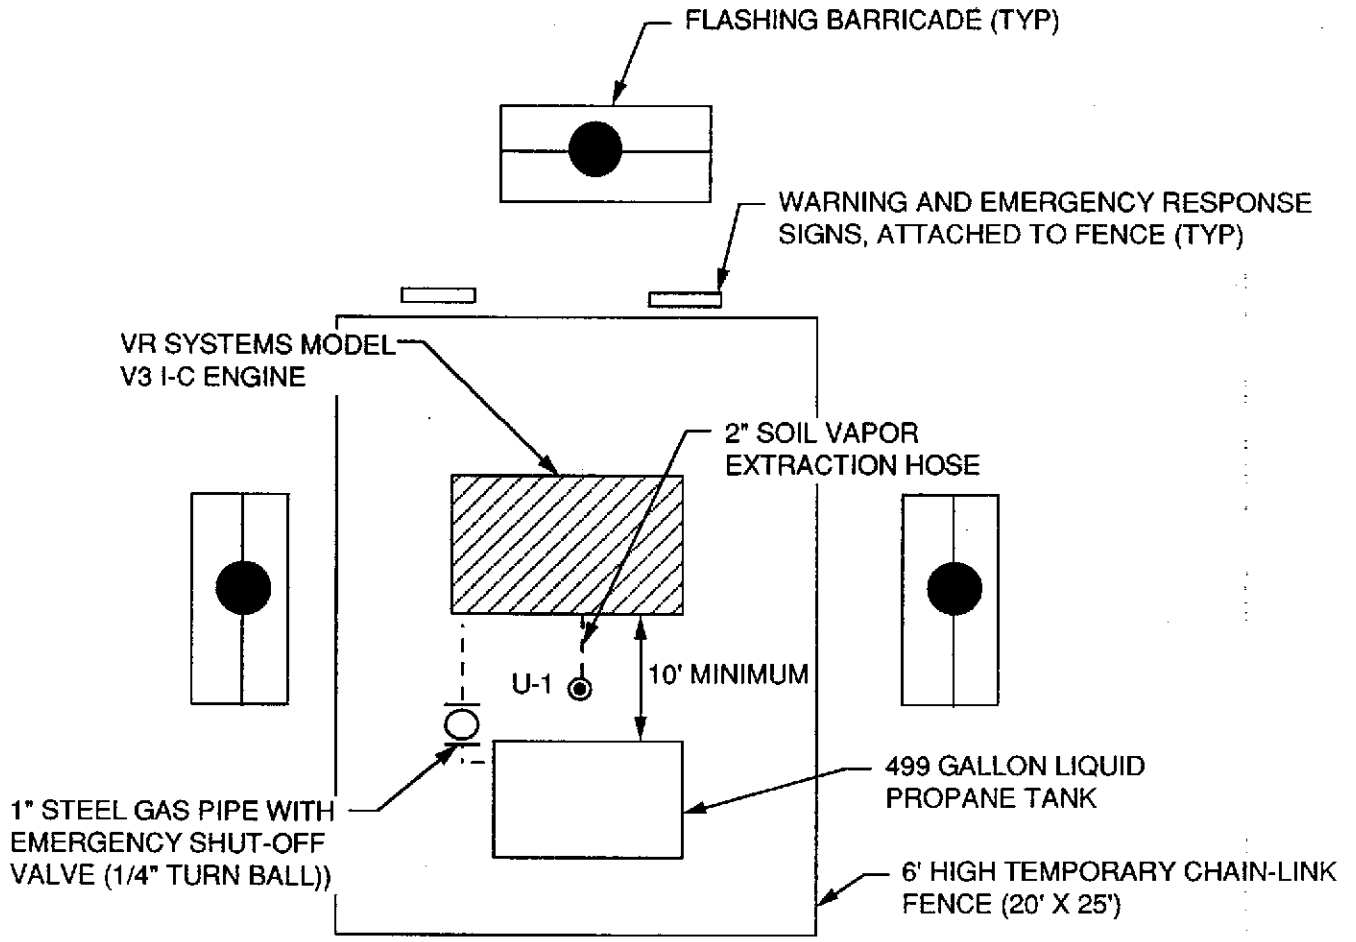 FLASHING BARRICADE (TYP)
WARNING AND EMERGENCY RESPONSE
SIGNS, ATTACHED TO FENCE (TYP)
VR SYSTEMS MODEL
V3 I-C ENGINE
2" SOIL VAPOR
EXTRACTION HOSE
U-1
10' MINIMUM
499 GALLON LIQUID
PROPANE TANK
1" STEEL GAS PIPE WITH
EMERGENCY SHUT-OFF
VALVE (1/4" TURN BALL))
6' HIGH TEMPORARY CHAIN-LINK
FENCE (20' X 25')